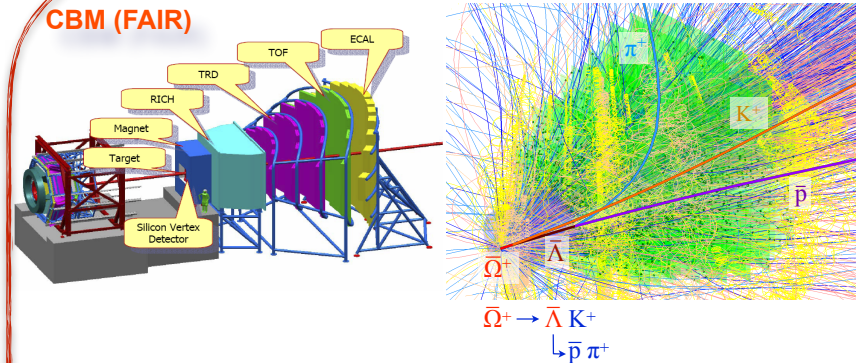 CBM (FAIR)
ECAL
TOF
TRD
RICH
Magnet
Target
Silicon Vertex
Detector
π⁺
K⁺
p̅
Λ̅
Ω̅⁺
Ω̅⁺ → Λ̅ K⁺
↳ p̅ π⁺